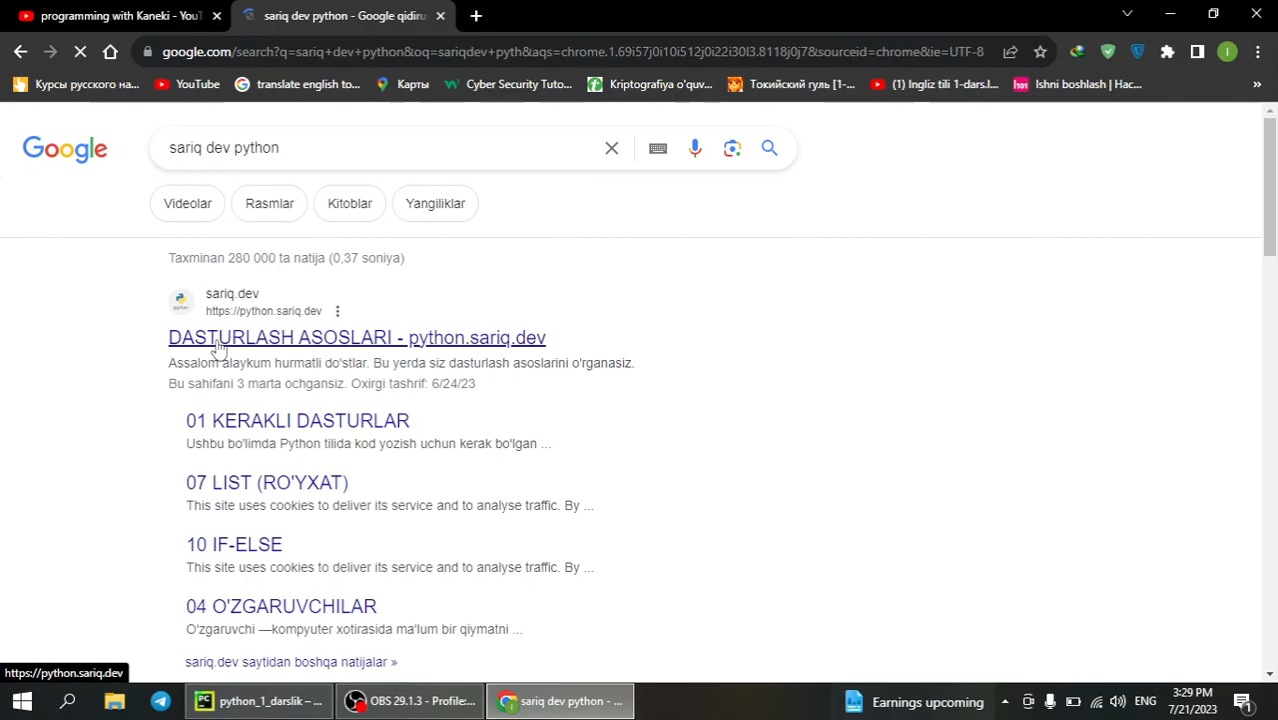 programming with Kaneki - YouT
sariq dev python - Google qidiru
google.com/search?q=sariq+dev+python&oq=sariqdev+pyth&aqs=chrome.1.69i57j0i10i512j0i22i30l3.8118j0j7&sourceid=chrome&ie=UTF-8
I
Курсы русского на...
YouTube
translate english to...
Карты
Cyber Security Tuto...
Kriptografiya o'quv...
Токийский гуль [1-...
(1) Ingliz tili 1-dars.I...
Ishni boshlash | Нас...
»
Google
sariq dev python
Videolar
Rasmlar
Kitoblar
Yangiliklar
Taxminan 280 000 ta natija (0,37 soniya)
sariq.dev
https://python.sariq.dev
DASTURLASH ASOSLARI - python.sariq.dev
Assalom alaykum hurmatli do'stlar. Bu yerda siz dasturlash asoslarini o'rganasiz.
Bu sahifani 3 marta ochgansiz. Oxirgi tashrif: 6/24/23
01 KERAKLI DASTURLAR
Ushbu bo'limda Python tilida kod yozish uchun kerak bo'lgan ...
07 LIST (RO'YXAT)
This site uses cookies to deliver its service and to analyse traffic. By ...
10 IF-ELSE
This site uses cookies to deliver its service and to analyse traffic. By ...
04 O'ZGARUVCHILAR
O'zgaruvchi —kompyuter xotirasida ma'lum bir qiymatni ...
sariq.dev saytidan boshqa natijalar »
https://python.sariq.dev
python_1_darslik – ...
OBS 29.1.3 - Profile:...
sariq dev python - ...
Earnings upcoming
ENG
3:29 PM
7/21/2023
1